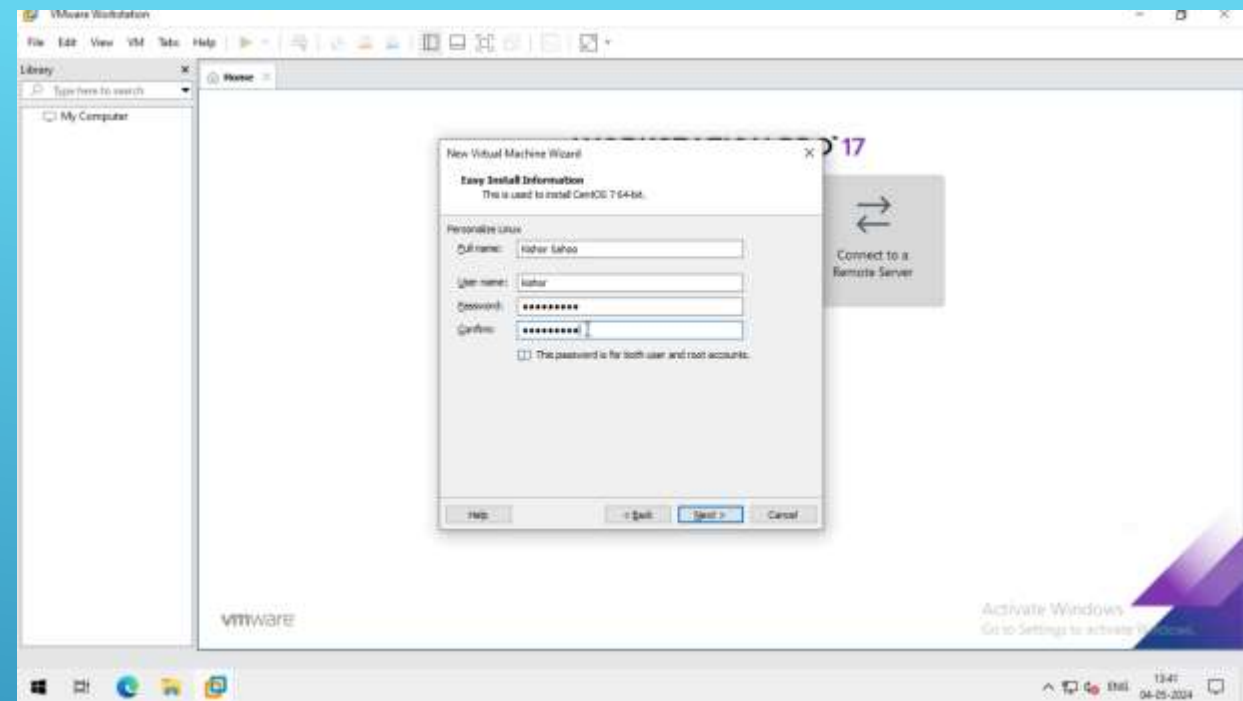 VMware Workstation
File Edit View VM Tabs Help
Library
Type here to search
Home
My Computer
17
New Virtual Machine Wizard
Easy Install Information
This is used to install CentOS 7 64-bit.
Personalize Linux
Full name: Kishor Sahoo
User name: kishor
Password: •••••••••
Confirm: •••••••••
This password is for both user and root accounts.
Help < Back Next > Cancel
Connect to a
Remote Server
vmware
Activate Windows
Go to Settings to activate Windows.
ENG
13:41
04-05-2024